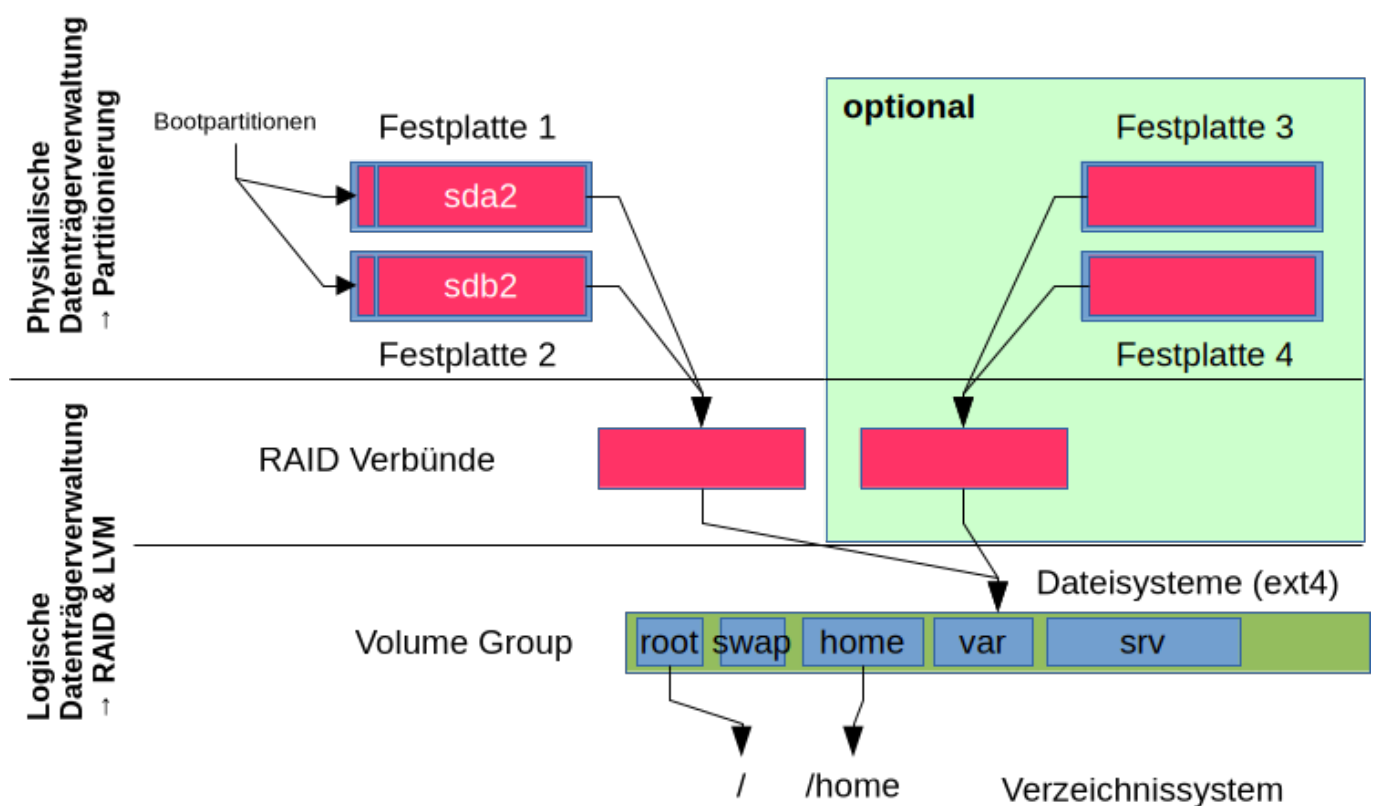 Physikalische
Datenträgerverwaltung
→ Partitionierung
Bootpartitionen
Festplatte 1
sda2
sdb2
Festplatte 2
optional
Festplatte 3
Festplatte 4
Logische
Datenträgerverwaltung
→ RAID & LVM
RAID Verbünde
Dateisysteme (ext4)
Volume Group
root
swap
home
var
srv
/
/home
Verzeichnissystem